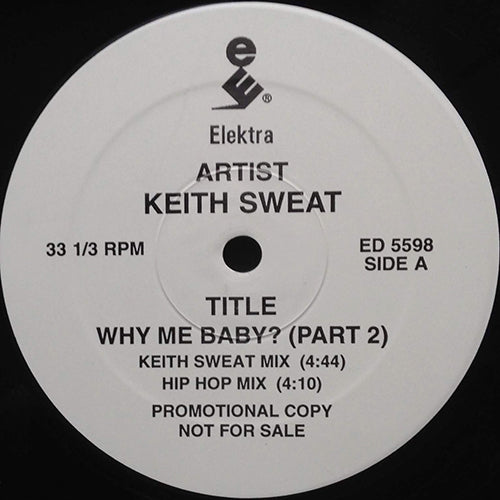 e
®
Elektra
ARTIST
KEITH SWEAT
33 1/3 RPM
ED 5598
SIDE A
TITLE
WHY ME BABY? (PART 2)
KEITH SWEAT MIX (4:44)
HIP HOP MIX (4:10)
PROMOTIONAL COPY
NOT FOR SALE